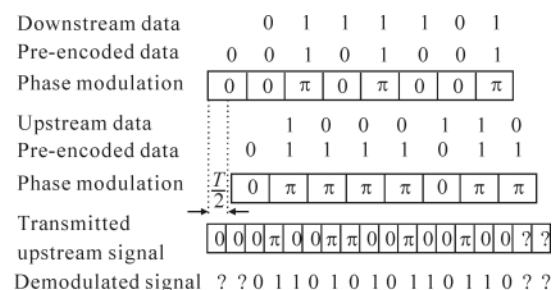 Downstream data 0 1 1 1 1 0 1
Pre-encoded data 0 0 1 0 1 0 0 1
Phase modulation 0 0 π 0 π 0 0 π
Upstream data 1 0 0 0 1 1 0
Pre-encoded data 0 1 1 1 1 0 1 1
Phase modulation T/2 0 π π π π 0 π π
Transmitted
upstream signal 0 0 0 π 0 0 π π 0 0 π 0 0 π 0 0 ? ?
Demodulated signal ? ? 0 1 1 0 1 0 1 0 1 1 0 1 1 0 ? ?